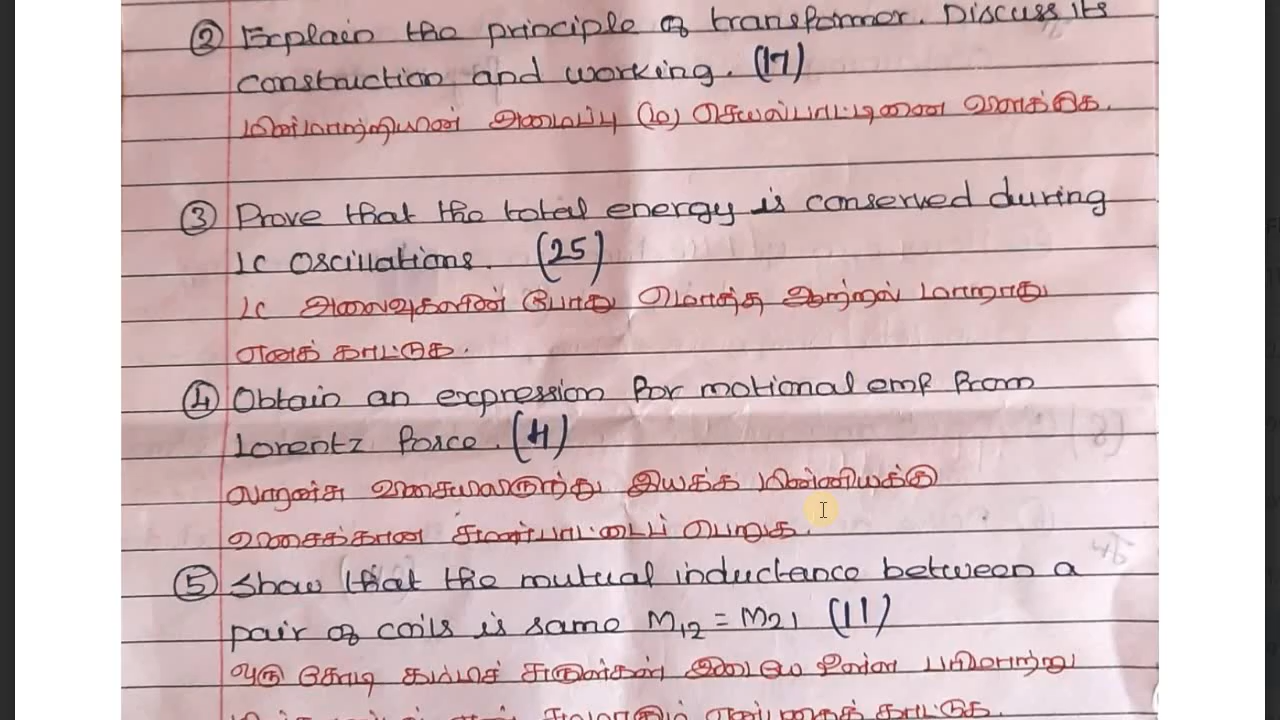 ② Explain the principle of transformer. Discuss its
construction and working. (17)
மின்மாற்றியின் அமைப்பு (ம) செயல்பாட்டினை விளக்குக.
③ Prove that the total energy is conserved during
LC Oscillations. (25)
LC அலைவுகளின் போது மொத்த ஆற்றல் மாறாது
எனக் காட்டுக.
④ Obtain an expression for motional emf from
Lorentz force. (4)
லாரன்சு விசையிலிருந்து இயக்க மின்னியக்கு
விசைக்கான சமன்பாட்டைப் பெறுக.
⑤ Show that the mutual inductance between a
pair of coils is same M12 = M21 (11)
ஒரு சோடி கம்பிச் சுருள்கள் இடையே உள்ள பரிமாற்று
எண் காட்டுக.